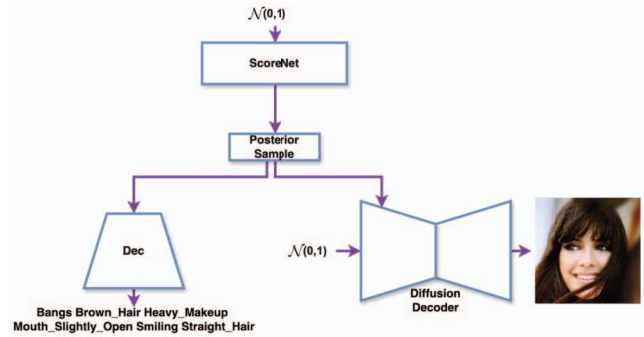 𝒩(0,1)
ScoreNet
Posterior
Sample
Dec
𝒩(0,1)
Diffusion
Decoder
Bangs Brown_Hair Heavy_Makeup
Mouth_Slightly_Open Smiling Straight_Hair